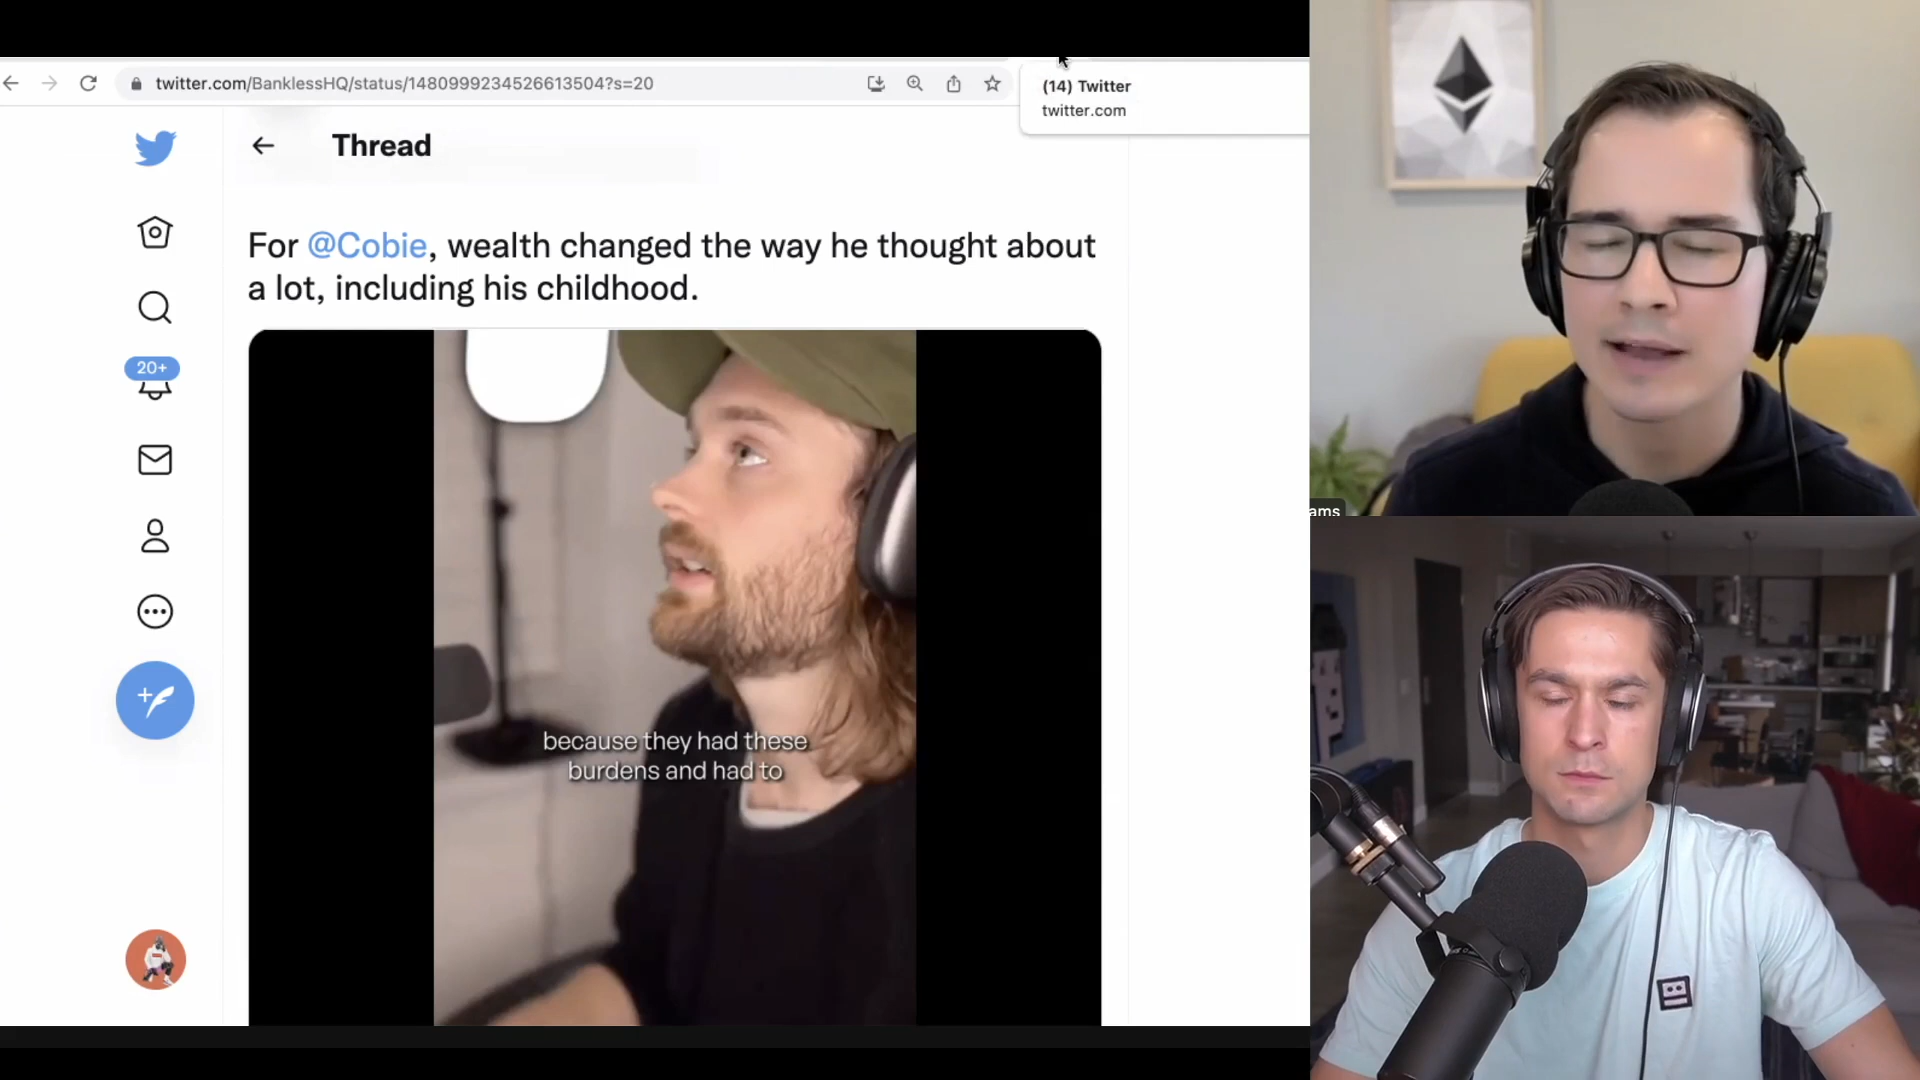 twitter.com/BanklessHQ/status/1480999234526613504?s=20
(14) Twitter
twitter.com
Thread
For @Cobie, wealth changed the way he thought about
a lot, including his childhood.
20+
because they had these
burdens and had to
ams